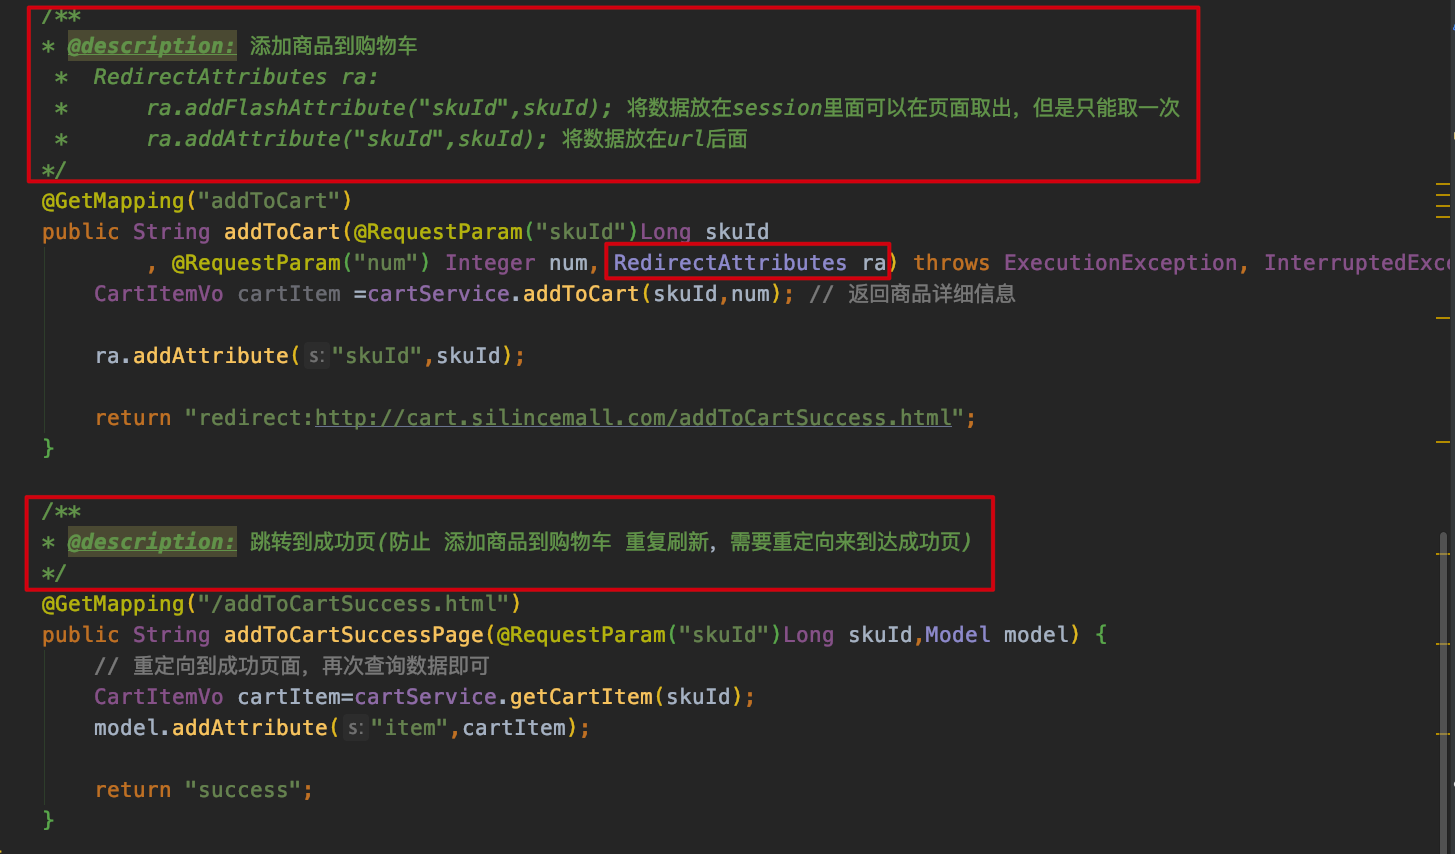 /**
* @description: 添加商品到购物车
*  RedirectAttributes ra:
*      ra.addFlashAttribute("skuId",skuId); 将数据放在session里面可以在页面取出，但是只能取一次
*      ra.addAttribute("skuId",skuId); 将数据放在url后面
*/
@GetMapping("addToCart")
public String addToCart(@RequestParam("skuId")Long skuId
        , @RequestParam("num") Integer num, RedirectAttributes ra) throws ExecutionException, InterruptedExc
    CartItemVo cartItem =cartService.addToCart(skuId,num); // 返回商品详细信息
    ra.addAttribute( s: "skuId",skuId);
    return "redirect:http://cart.silincemall.com/addToCartSuccess.html";
}
/**
* @description: 跳转到成功页(防止 添加商品到购物车 重复刷新，需要重定向来到达成功页)
*/
@GetMapping("/addToCartSuccess.html")
public String addToCartSuccessPage(@RequestParam("skuId")Long skuId,Model model) {
    // 重定向到成功页面，再次查询数据即可
    CartItemVo cartItem=cartService.getCartItem(skuId);
    model.addAttribute( s: "item",cartItem);
    return "success";
}